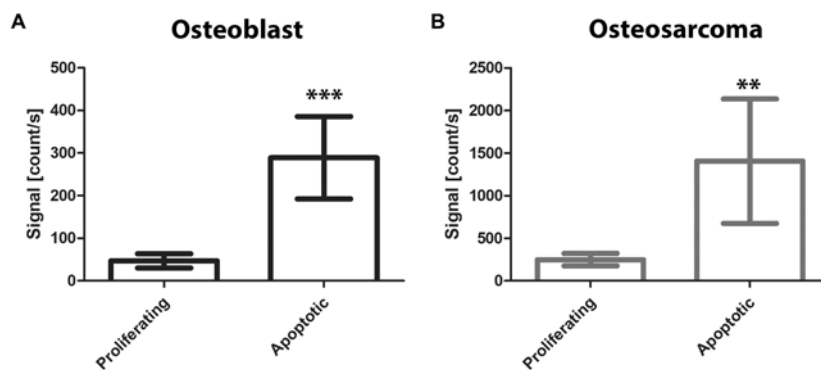 A
Osteoblast
Signal [count/s]
500
400
300
200
100
0
***
Proliferating
Apoptotic
B
Osteosarcoma
Signal [count/s]
2500
2000
1500
1000
500
0
**
Proliferating
Apoptotic